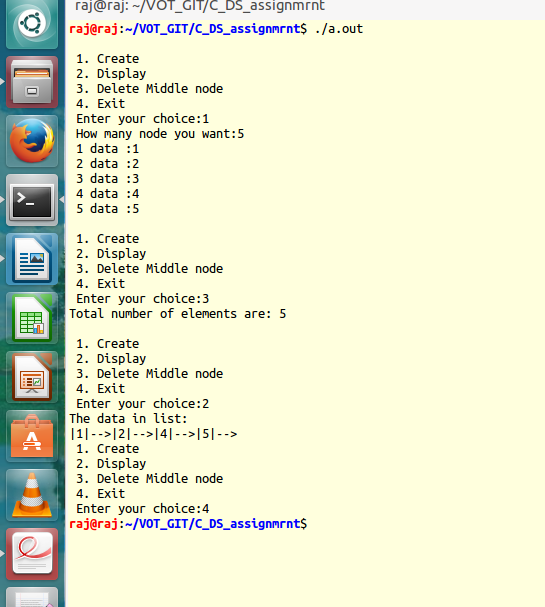 raj@raj: ~/VOT_GIT/C_DS_assignmrnt
raj@raj:~/VOT_GIT/C_DS_assignmrnt$ ./a.out
1. Create
2. Display
3. Delete Middle node
4. Exit
Enter your choice:1
How many node you want:5
1 data :1
2 data :2
3 data :3
4 data :4
5 data :5
1. Create
2. Display
3. Delete Middle node
4. Exit
Enter your choice:3
Total number of elements are: 5
1. Create
2. Display
3. Delete Middle node
4. Exit
Enter your choice:2
The data in list:
|1|-->|2|-->|4|-->|5|-->
1. Create
2. Display
3. Delete Middle node
4. Exit
Enter your choice:4
raj@raj:~/VOT_GIT/C_DS_assignmrnt$